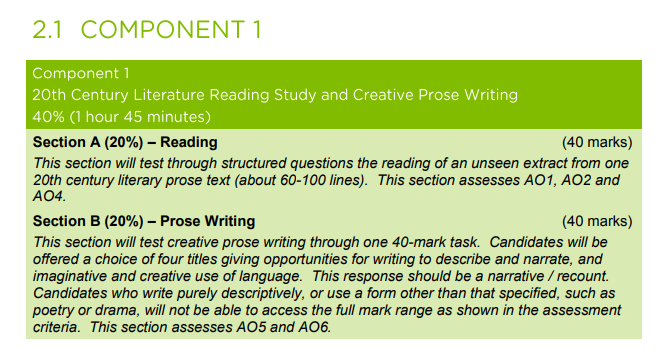 2.1 COMPONENT 1
Component 1
20th Century Literature Reading Study and Creative Prose Writing
40% (1 hour 45 minutes)
Section A (20%) – Reading (40 marks)
This section will test through structured questions the reading of an unseen extract from one
20th century literary prose text (about 60-100 lines). This section assesses AO1, AO2 and
AO4.
Section B (20%) – Prose Writing (40 marks)
This section will test creative prose writing through one 40-mark task. Candidates will be
offered a choice of four titles giving opportunities for writing to describe and narrate, and
imaginative and creative use of language. This response should be a narrative / recount.
Candidates who write purely descriptively, or use a form other than that specified, such as
poetry or drama, will not be able to access the full mark range as shown in the assessment
criteria. This section assesses AO5 and AO6.